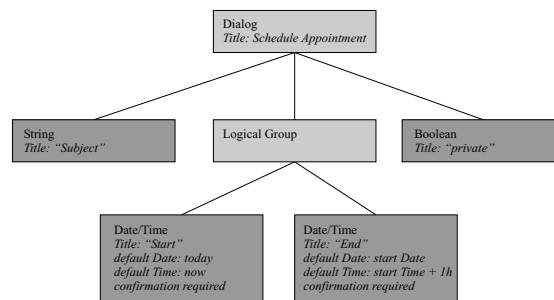 Dialog
Title: Schedule Appointment
String
Title: “Subject”
Logical Group
Boolean
Title: “private”
Date/Time
Title: “Start”
default Date: today
default Time: now
confirmation required
Date/Time
Title: “End”
default Date: start Date
default Time: start Time + 1h
confirmation required